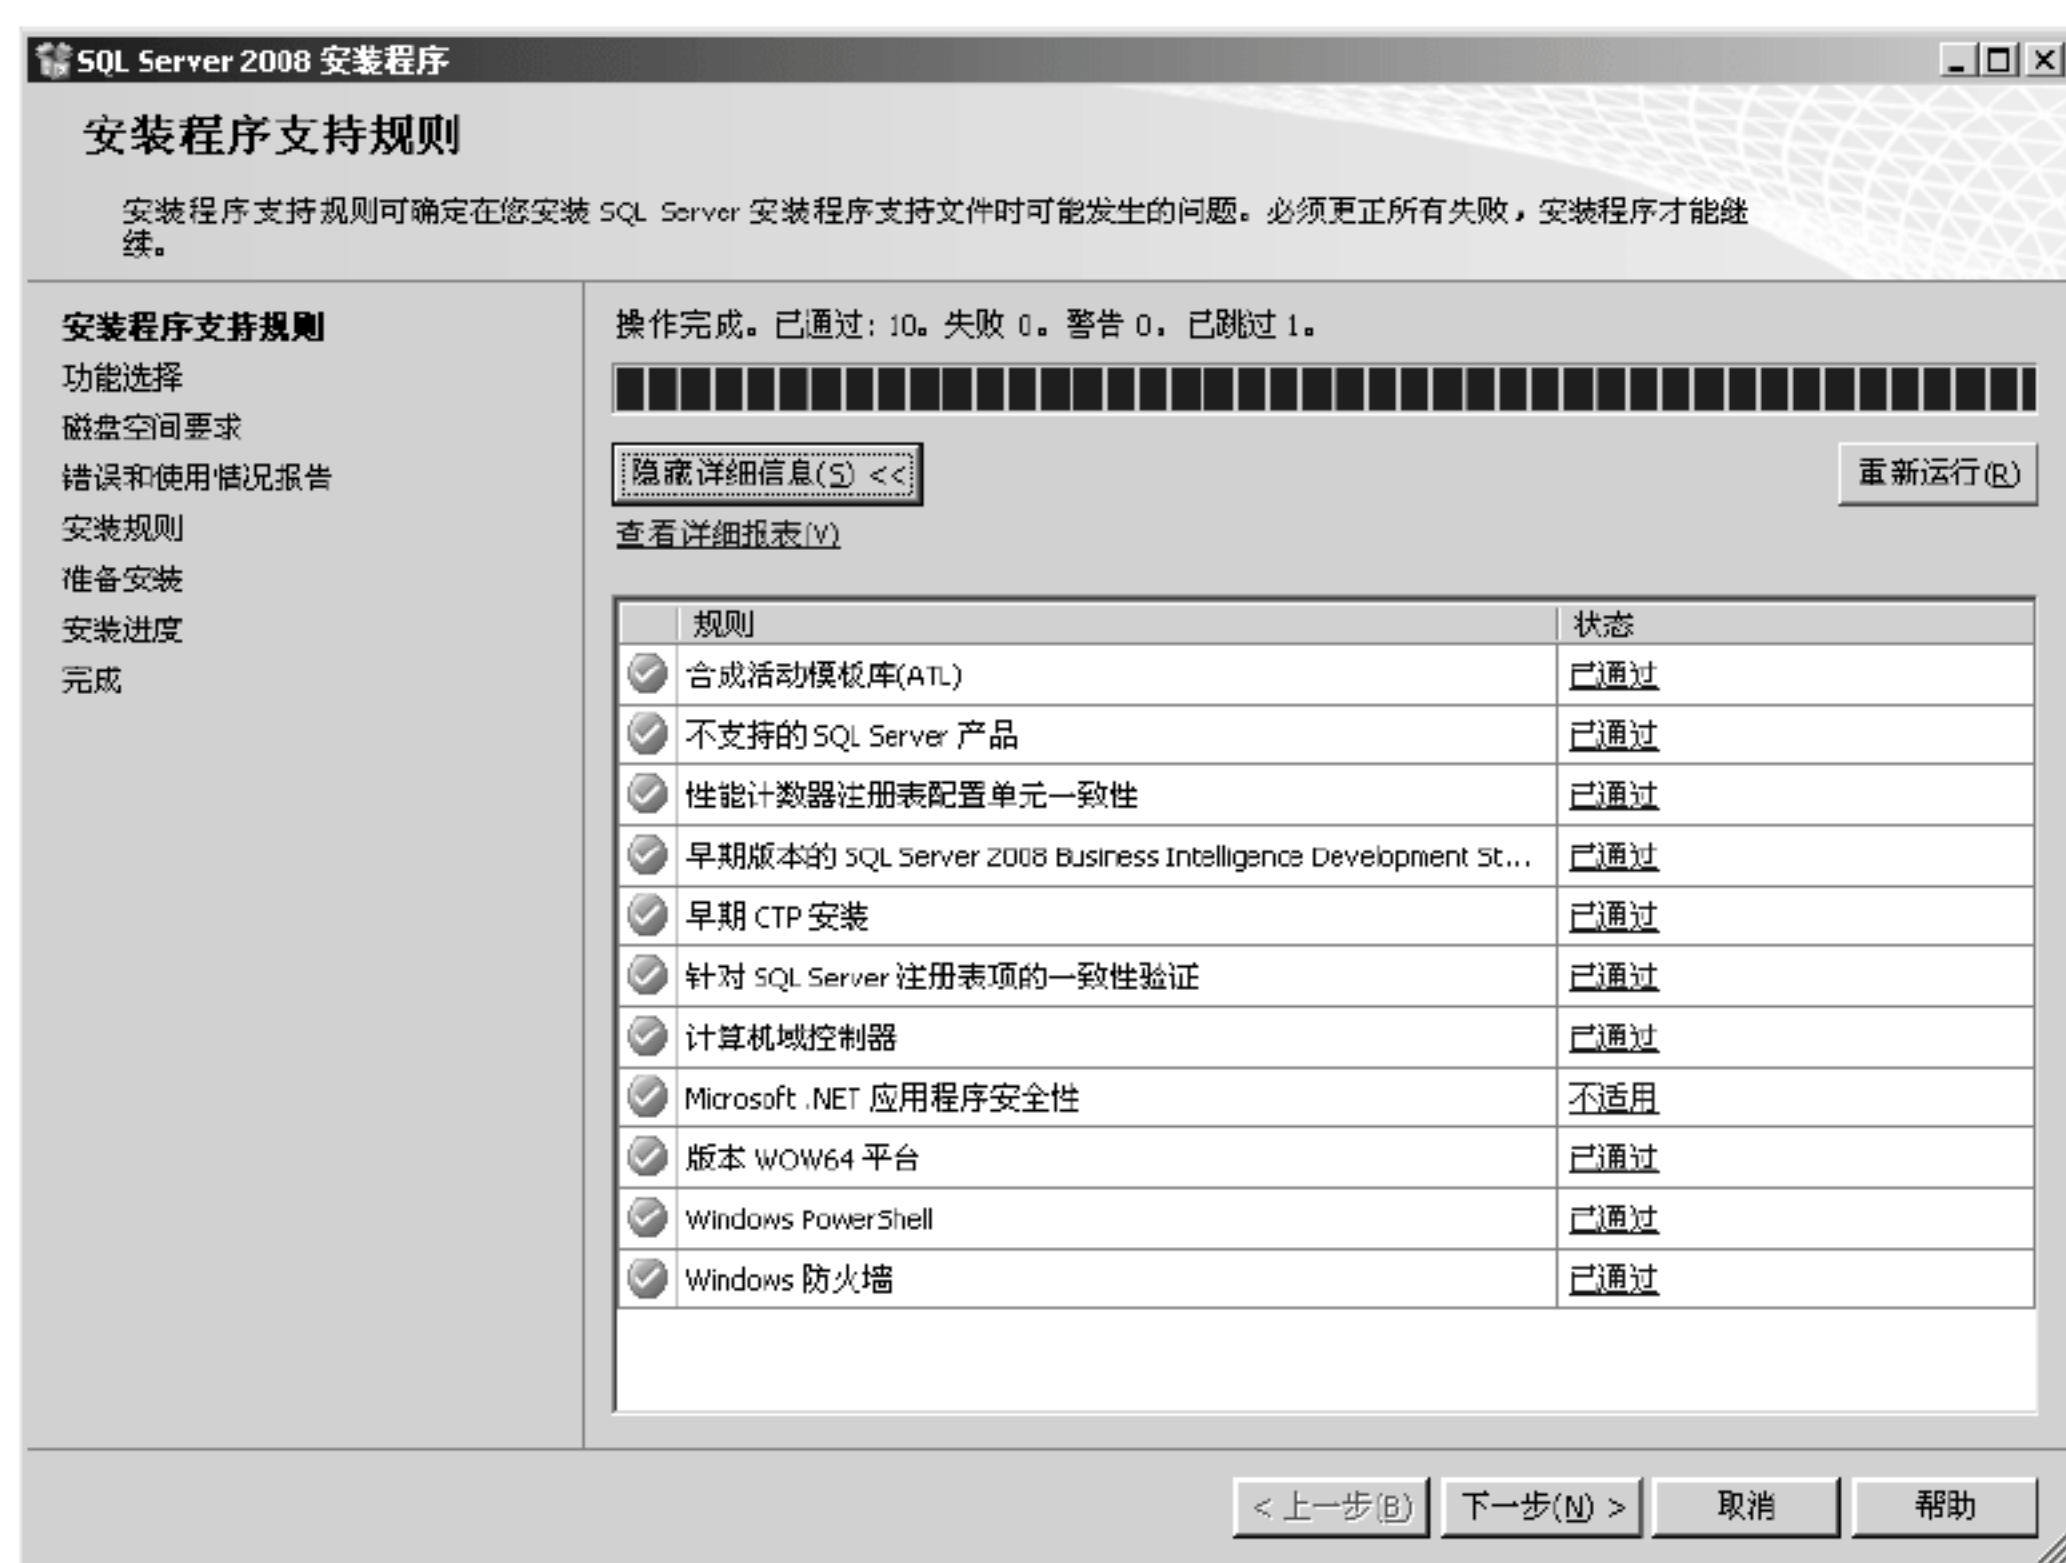 SQL Server 2008 安装程序
安装程序支持规则
安装程序支持规则可确定在您安装 SQL Server 安装程序支持文件时可能发生的问题。必须更正所有失败，安装程序才能继
续。
安装程序支持规则
功能选择
磁盘空间要求
错误和使用情况报告
安装规则
准备安装
安装进度
完成
操作完成。已通过: 10。失败 0。警告 0。已跳过 1。
隐藏详细信息(S) <<
重新运行(R)
查看详细报表(V)
规则 状态
合成活动模板库(ATL) 已通过
不支持的 SQL Server 产品 已通过
性能计数器注册表配置单元一致性 已通过
早期版本的 SQL Server 2008 Business Intelligence Development St... 已通过
早期 CTP 安装 已通过
针对 SQL Server 注册表项的一致性验证 已通过
计算机域控制器 已通过
Microsoft .NET 应用程序安全性 不适用
版本 WOW64 平台 已通过
Windows PowerShell 已通过
Windows 防火墙 已通过
< 上一步(B) 下一步(N) > 取消 帮助